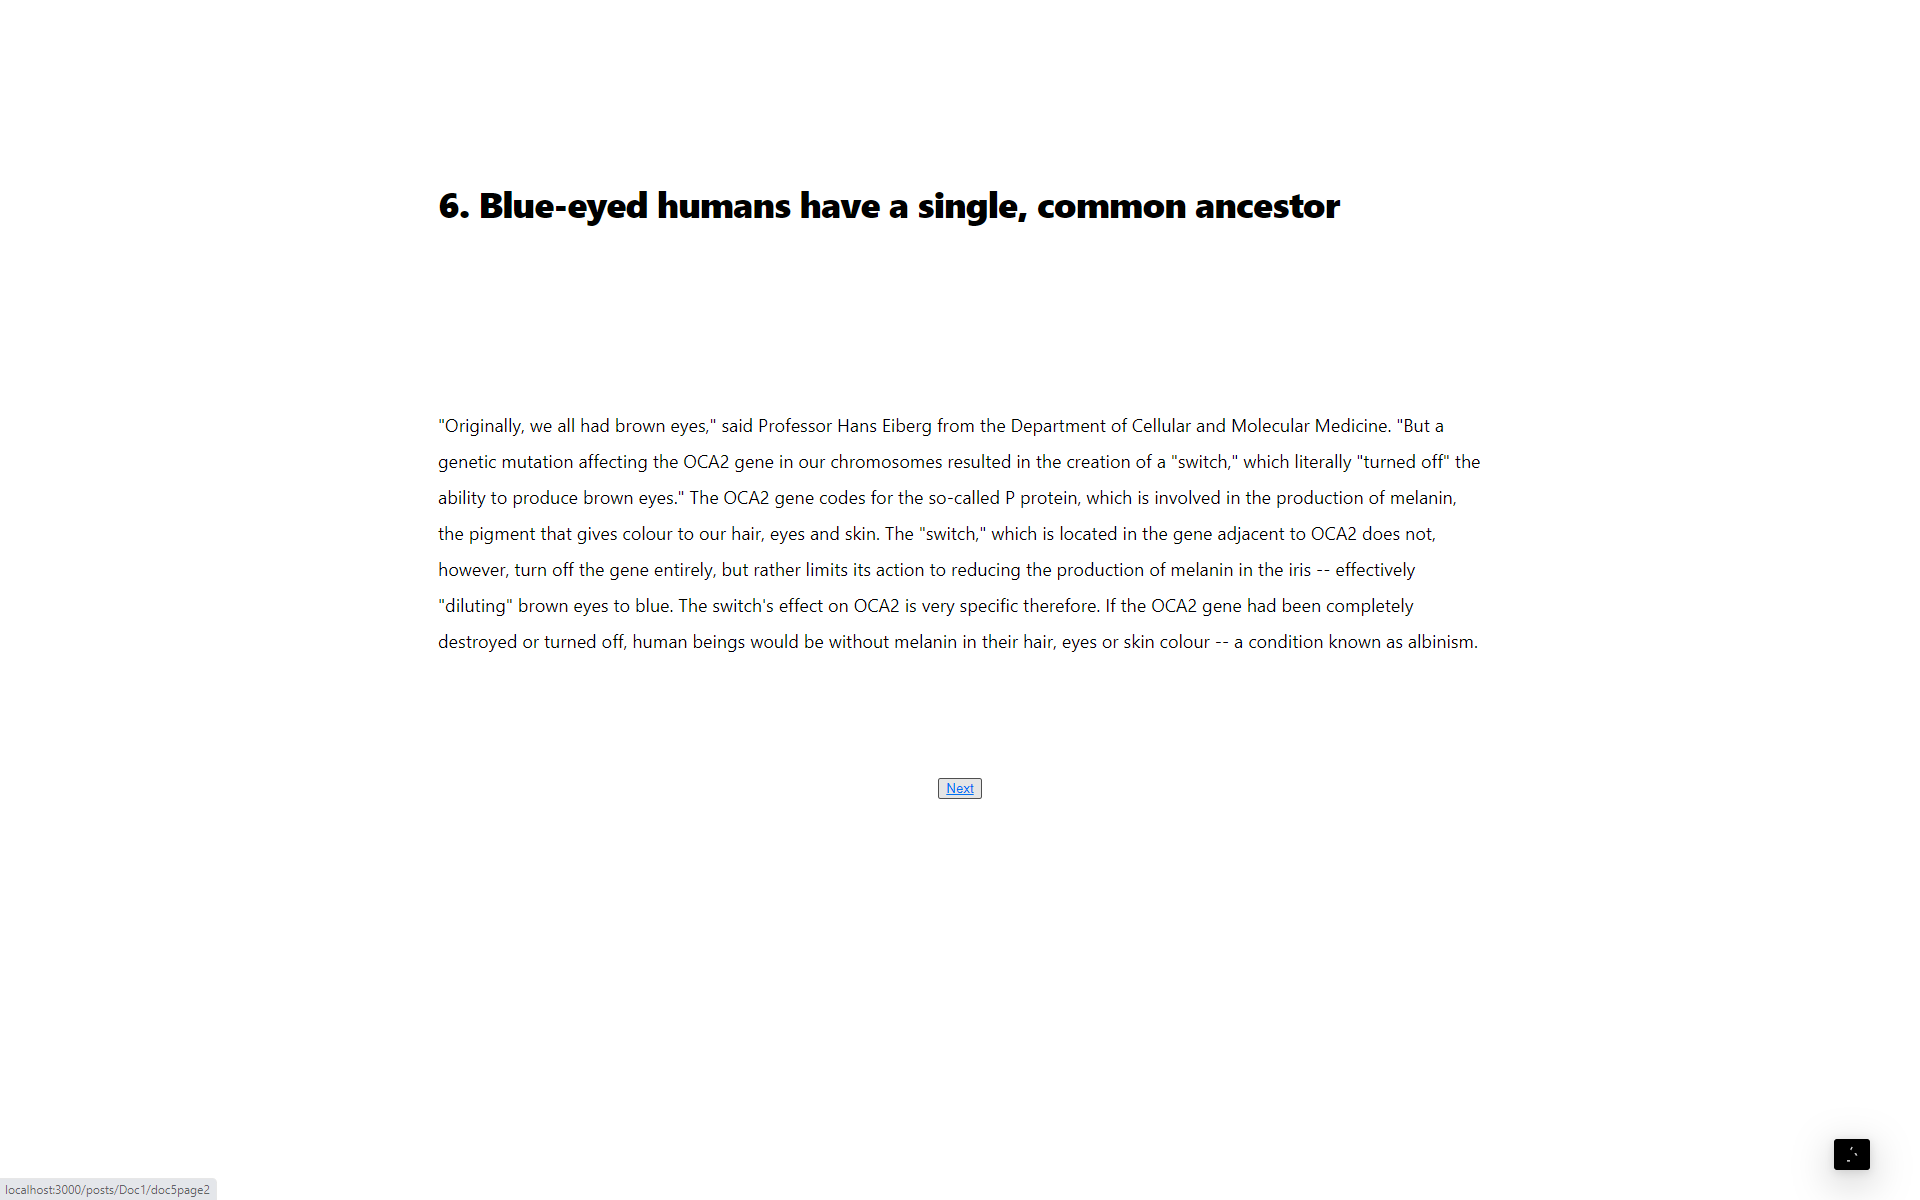 6. Blue-eyed humans have a single, common ancestor
"Originally, we all had brown eyes," said Professor Hans Eiberg from the Department of Cellular and Molecular Medicine. "But a
genetic mutation affecting the OCA2 gene in our chromosomes resulted in the creation of a "switch," which literally "turned off" the
ability to produce brown eyes." The OCA2 gene codes for the so-called P protein, which is involved in the production of melanin,
the pigment that gives colour to our hair, eyes and skin. The "switch," which is located in the gene adjacent to OCA2 does not,
however, turn off the gene entirely, but rather limits its action to reducing the production of melanin in the iris -- effectively
"diluting" brown eyes to blue. The switch's effect on OCA2 is very specific therefore. If the OCA2 gene had been completely
destroyed or turned off, human beings would be without melanin in their hair, eyes or skin colour -- a condition known as albinism.
Next
localhost:3000/posts/Doc1/doc5page2